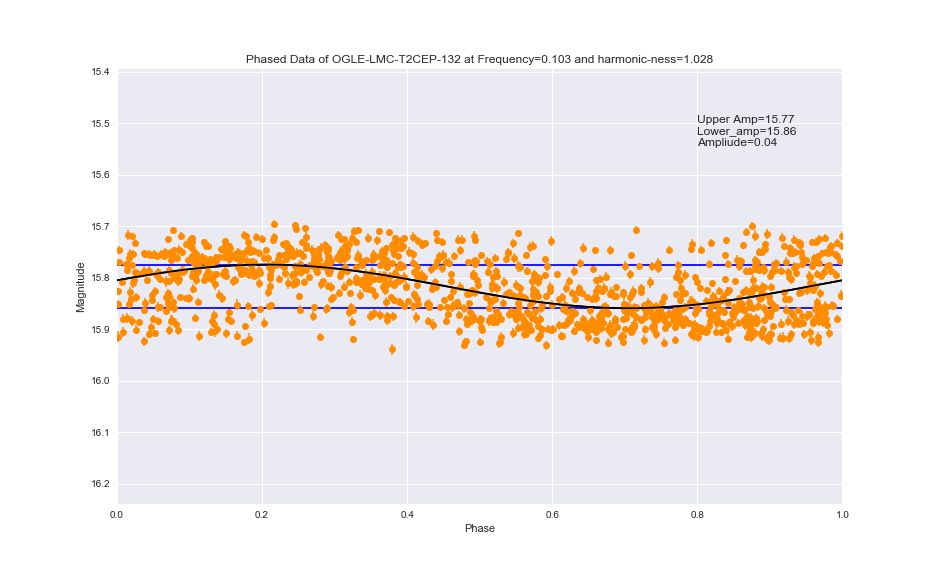 Phased Data of OGLE-LMC-T2CEP-132 at Frequency=0.103 and harmonic-ness=1.028
15.4
15.5
15.6
15.7
15.8
15.9
16.0
16.1
16.2
Magnitude
Upper Amp=15.77
Lower_amp=15.86
Ampliude=0.04
0.0
0.2
0.4
0.6
0.8
1.0
Phase